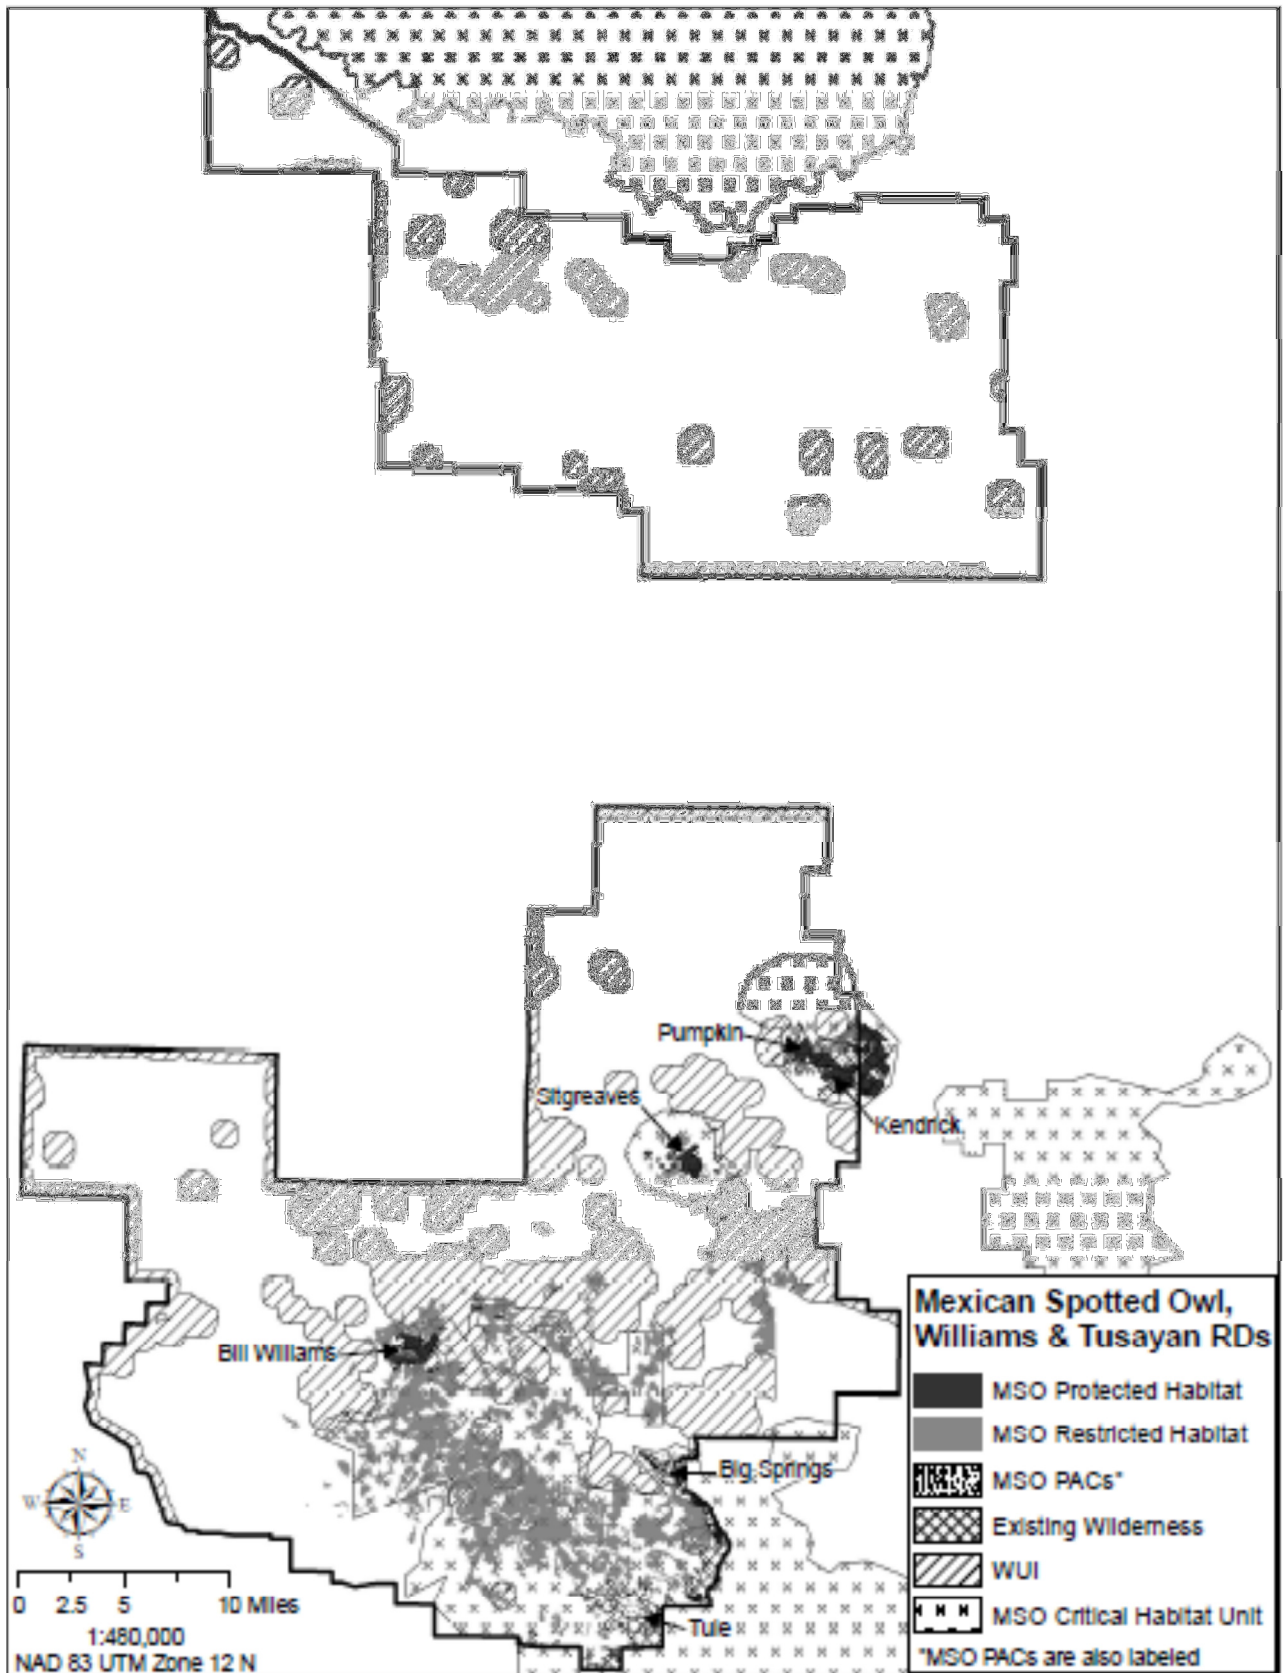 Pumpkin
Sitgreaves
Kendrick
Bill Williams
Big Springs
Tule
N
W E
S
0 2.5 5 10 Miles
1:480,000
NAD 83 UTM Zone 12 N
Mexican Spotted Owl,
Williams & Tusayan RDs
MSO Protected Habitat
MSO Restricted Habitat
MSO PACs*
Existing Wilderness
WUI
MSO Critical Habitat Unit
*MSO PACs are also labeled